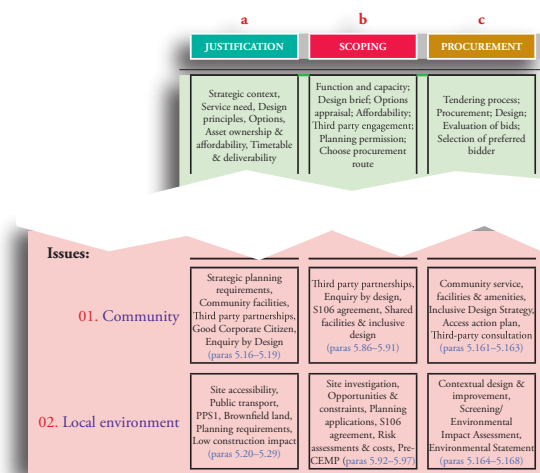 a
b
c
JUSTIFICATION
SCOPING
PROCUREMENT
Strategic context,
Service need, Design
principles, Options,
Asset ownership &
affordability, Timetable
& deliverability
Function and capacity;
Design brief; Options
appraisal; Affordability;
Third party engagement;
Planning permission;
Choose procurement
route
Tendering process;
Procurement; Design;
Evaluation of bids;
Selection of preferred
bidder
Issues:
01. Community
Strategic planning
requirements,
Community facilities,
Third party partnerships,
Good Corporate Citizen,
Enquiry by Design
(paras 5.16–5.19)
Third party partnerships,
Enquiry by design,
S106 agreement, Shared
facilities & inclusive
design
(paras 5.86–5.91)
Community service,
facilities & amenities,
Inclusive Design Strategy,
Access action plan,
Third-party consultation
(paras 5.161–5.163)
02. Local environment
Site accessibility,
Public transport,
PPS1, Brownfield land,
Planning requirements,
Low construction impact
(paras 5.20–5.29)
Site investigation,
Opportunities &
constraints, Planning
applications, S106
agreement, Risk
assessments & costs, Pre-
CEMP (paras 5.92–5.97)
Contextual design &
improvement,
Screening/
Environmental
Impact Assessment,
Environmental Statement
(paras 5.164–5.168)